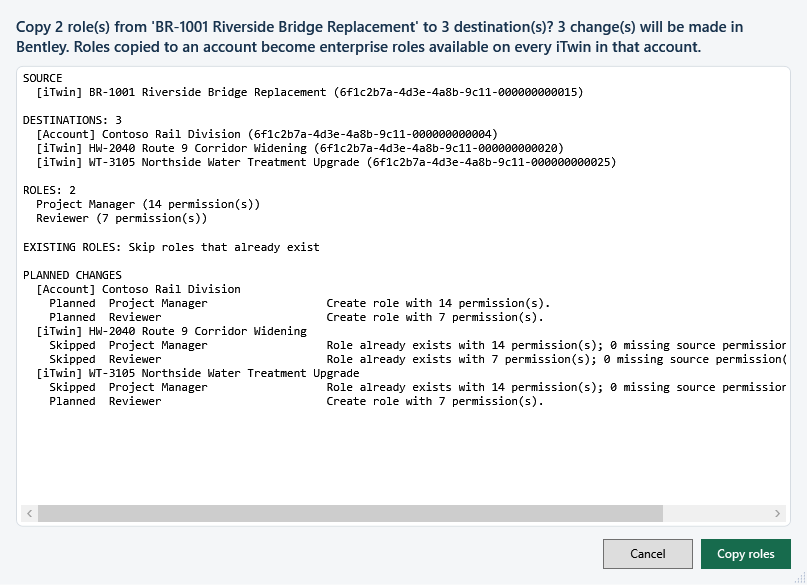 Copy 2 role(s) from 'BR-1001 Riverside Bridge Replacement' to 3 destination(s)? 3 change(s) will be made in
Bentley. Roles copied to an account become enterprise roles available on every iTwin in that account.
SOURCE
[iTwin] BR-1001 Riverside Bridge Replacement (6f1c2b7a-4d3e-4a8b-9c11-000000000015)
DESTINATIONS: 3
[Account] Contoso Rail Division (6f1c2b7a-4d3e-4a8b-9c11-000000000004)
[iTwin] HW-2040 Route 9 Corridor Widening (6f1c2b7a-4d3e-4a8b-9c11-000000000020)
[iTwin] WT-3105 Northside Water Treatment Upgrade (6f1c2b7a-4d3e-4a8b-9c11-000000000025)
ROLES: 2
Project Manager (14 permission(s))
Reviewer (7 permission(s))
EXISTING ROLES: Skip roles that already exist
PLANNED CHANGES
[Account] Contoso Rail Division
Planned Project Manager Create role with 14 permission(s).
Planned Reviewer Create role with 7 permission(s).
[iTwin] HW-2040 Route 9 Corridor Widening
Skipped Project Manager Role already exists with 14 permission(s); 0 missing source permission
Skipped Reviewer Role already exists with 7 permission(s); 0 missing source permission(
[iTwin] WT-3105 Northside Water Treatment Upgrade
Skipped Project Manager Role already exists with 14 permission(s); 0 missing source permission
Planned Reviewer Create role with 7 permission(s).
Cancel Copy roles